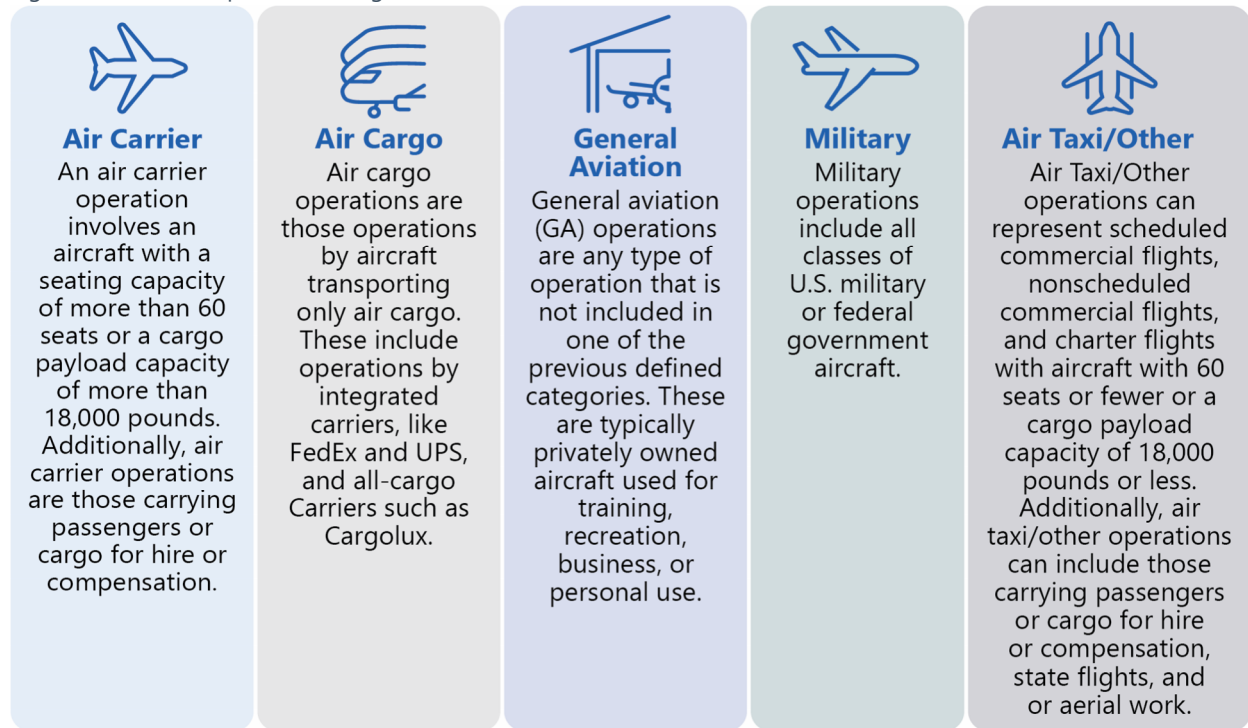 Air Carrier
An air carrier
operation
involves an
aircraft with a
seating capacity
of more than 60
seats or a cargo
payload capacity
of more than
18,000 pounds.
Additionally, air
carrier operations
are those carrying
passengers or
cargo for hire or
compensation.
Air Cargo
Air cargo
operations are
those operations
by aircraft
transporting
only air cargo.
These include
operations by
integrated
carriers, like
FedEx and UPS,
and all-cargo
Carriers such as
Cargolux.
General
Aviation
General aviation
(GA) operations
are any type of
operation that is
not included in
one of the
previous defined
categories. These
are typically
privately owned
aircraft used for
training,
recreation,
business, or
personal use.
Military
Military
operations
include all
classes of
U.S. military
or federal
government
aircraft.
Air Taxi/Other
Air Taxi/Other
operations can
represent scheduled
commercial flights,
nonscheduled
commercial flights,
and charter flights
with aircraft with 60
seats or fewer or a
cargo payload
capacity of 18,000
pounds or less.
Additionally, air
taxi/other operations
can include those
carrying passengers
or cargo for hire
or compensation,
state flights, and
or aerial work.